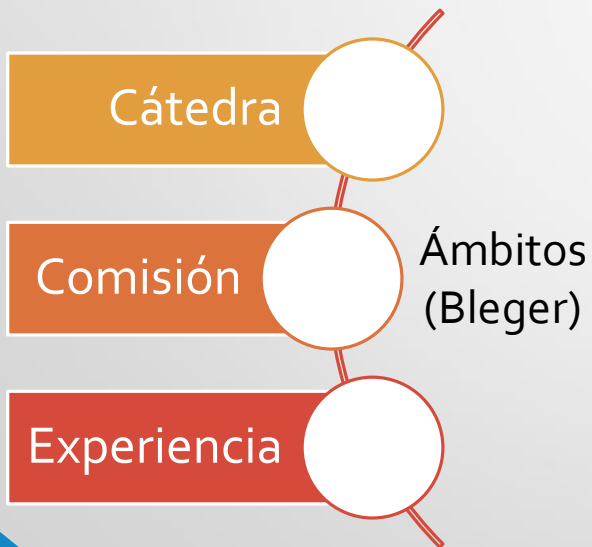 Cátedra
Comisión
Ámbitos
(Bleger)
Experiencia